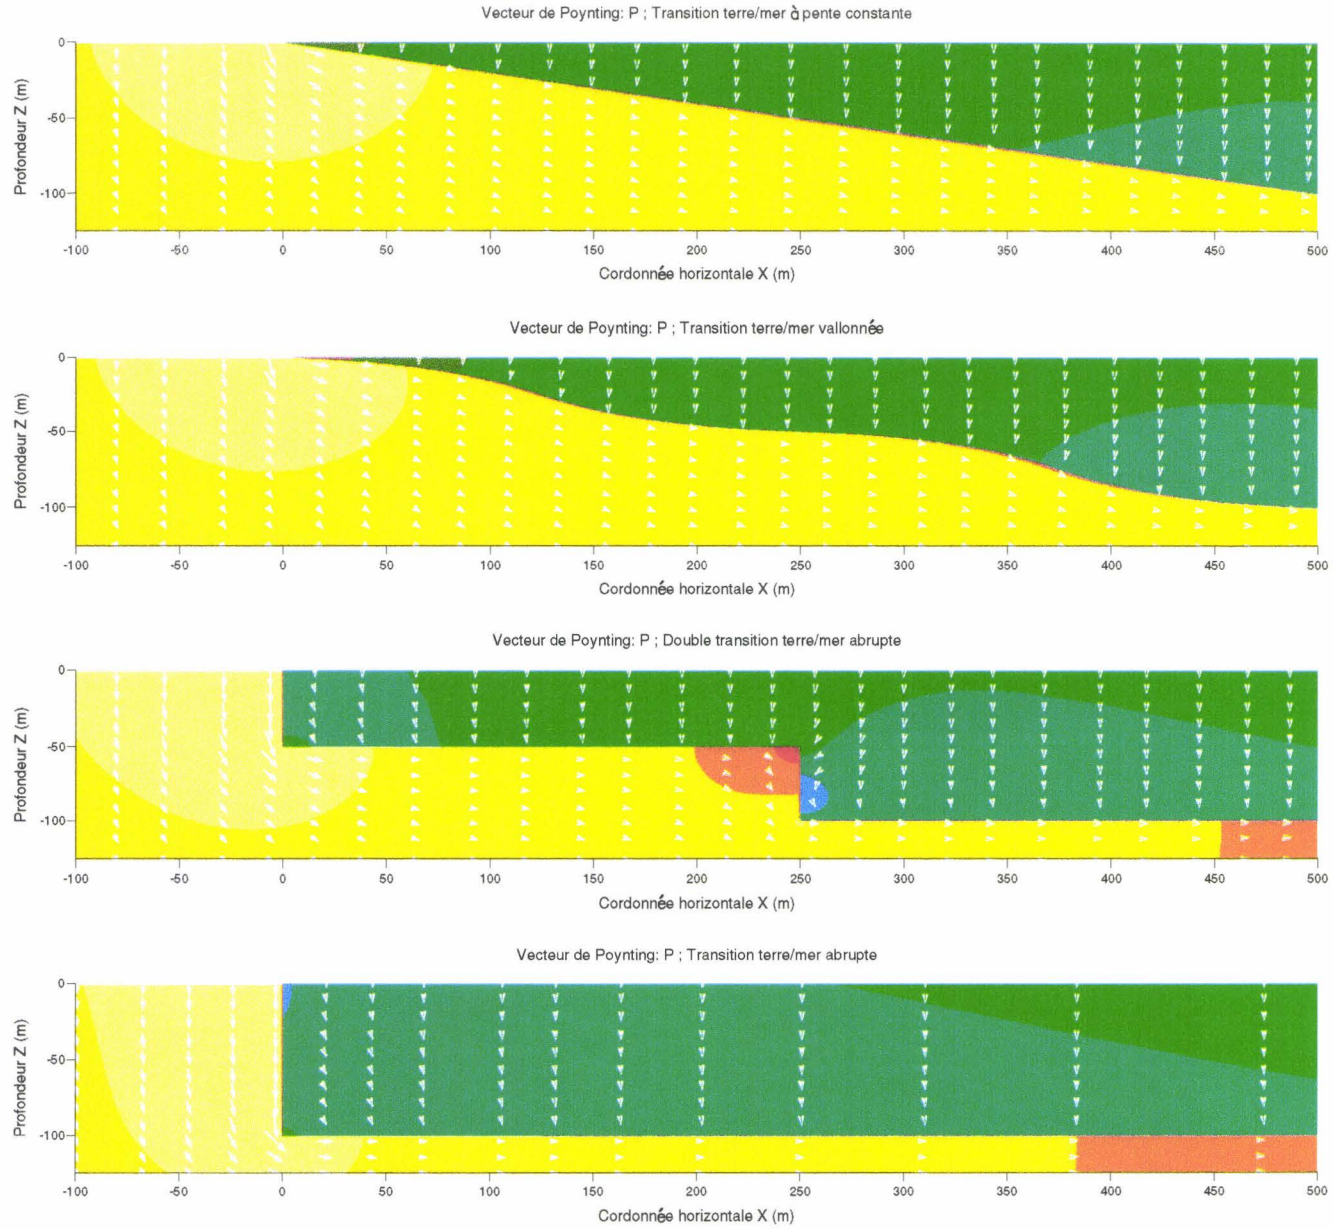 Vecteur de Poynting: P ; Transition terre/mer à pente constante
Profondeur Z (m)
0
-50
-100
-100 -50 0 50 100 150 200 250 300 350 400 450 500
Cordonnée horizontale X (m)
Vecteur de Poynting: P ; Transition terre/mer vallonnée
Profondeur Z (m)
0
-50
-100
-100 -50 0 50 100 150 200 250 300 350 400 450 500
Cordonnée horizontale X (m)
Vecteur de Poynting: P ; Double transition terre/mer abrupte
Profondeur Z (m)
0
-50
-100
-100 -50 0 50 100 150 200 250 300 350 400 450 500
Cordonnée horizontale X (m)
Vecteur de Poynting: P ; Transition terre/mer abrupte
Profondeur Z (m)
0
-50
-100
-100 -50 0 50 100 150 200 250 300 350 400 450 500
Cordonnée horizontale X (m)